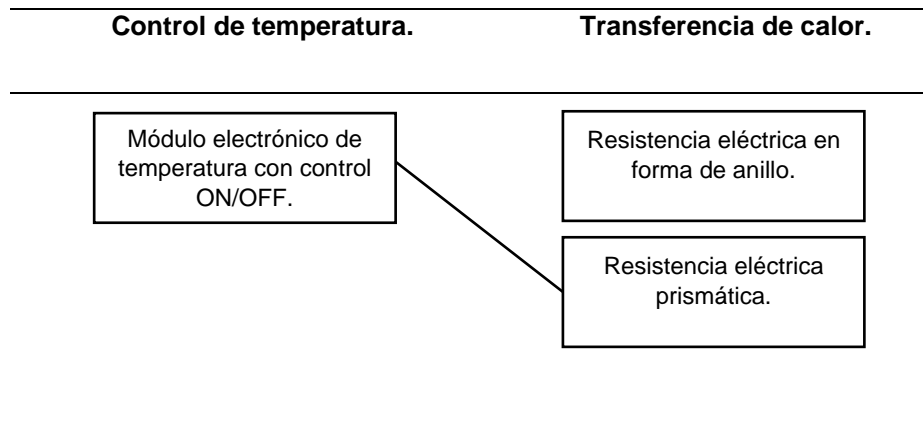 Control de temperatura.
Transferencia de calor.
Módulo electrónico de
temperatura con control
ON/OFF.
Resistencia eléctrica en
forma de anillo.
Resistencia eléctrica
prismática.